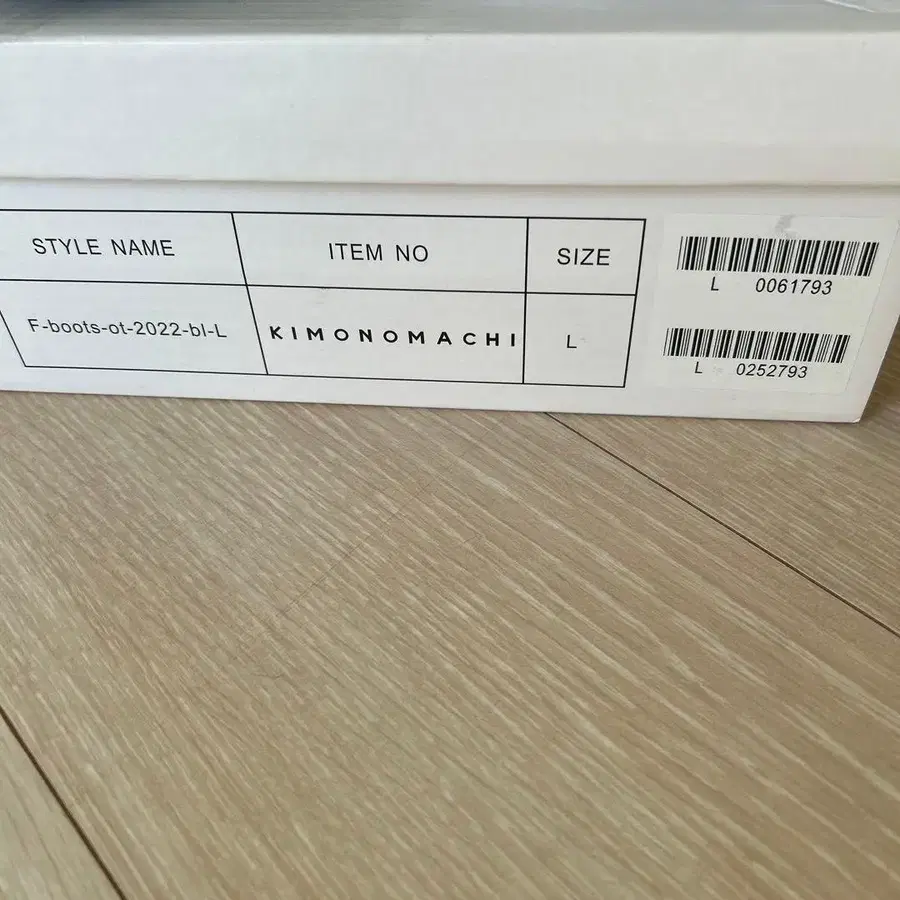 STYLE NAME ITEM NO SIZE
F-boots-ot-2022-bl-L KIMONOMACHI L
L 0061793
L 0252793